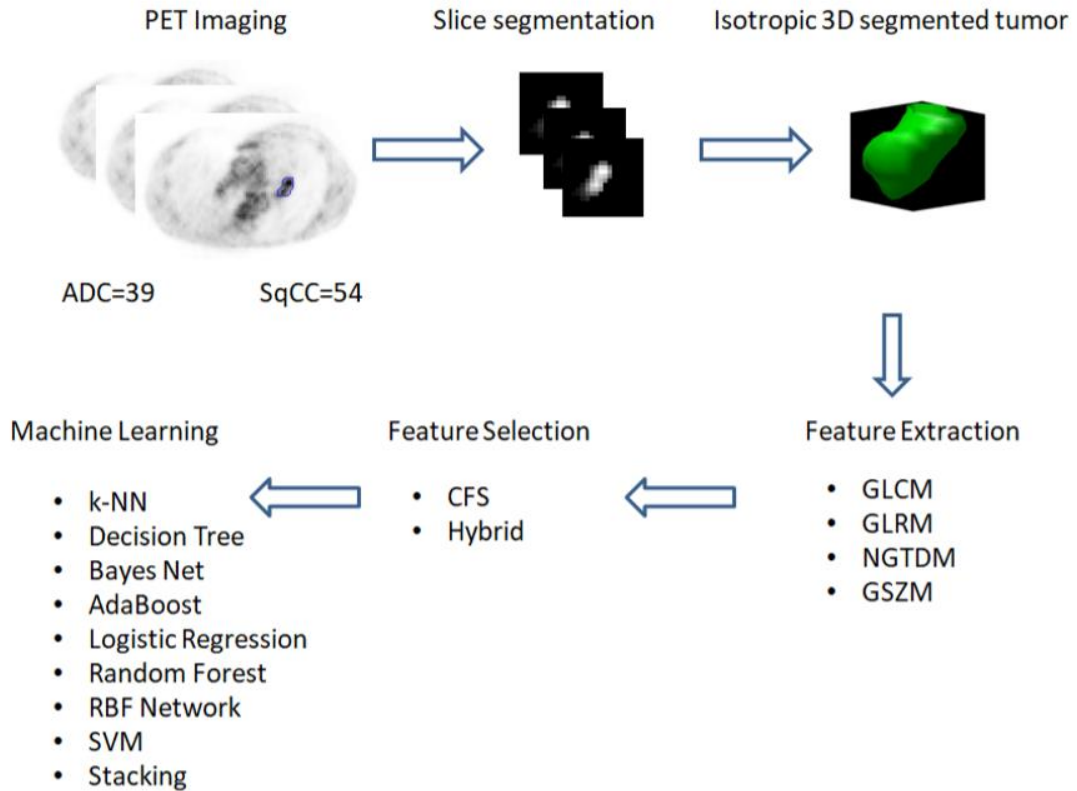 PET Imaging
Slice segmentation
Isotropic 3D segmented tumor
ADC=39
SqCC=54
Machine Learning
• k-NN
• Decision Tree
• Bayes Net
• AdaBoost
• Logistic Regression
• Random Forest
• RBF Network
• SVM
• Stacking
Feature Selection
• CFS
• Hybrid
Feature Extraction
• GLCM
• GLRM
• NGTDM
• GSZM